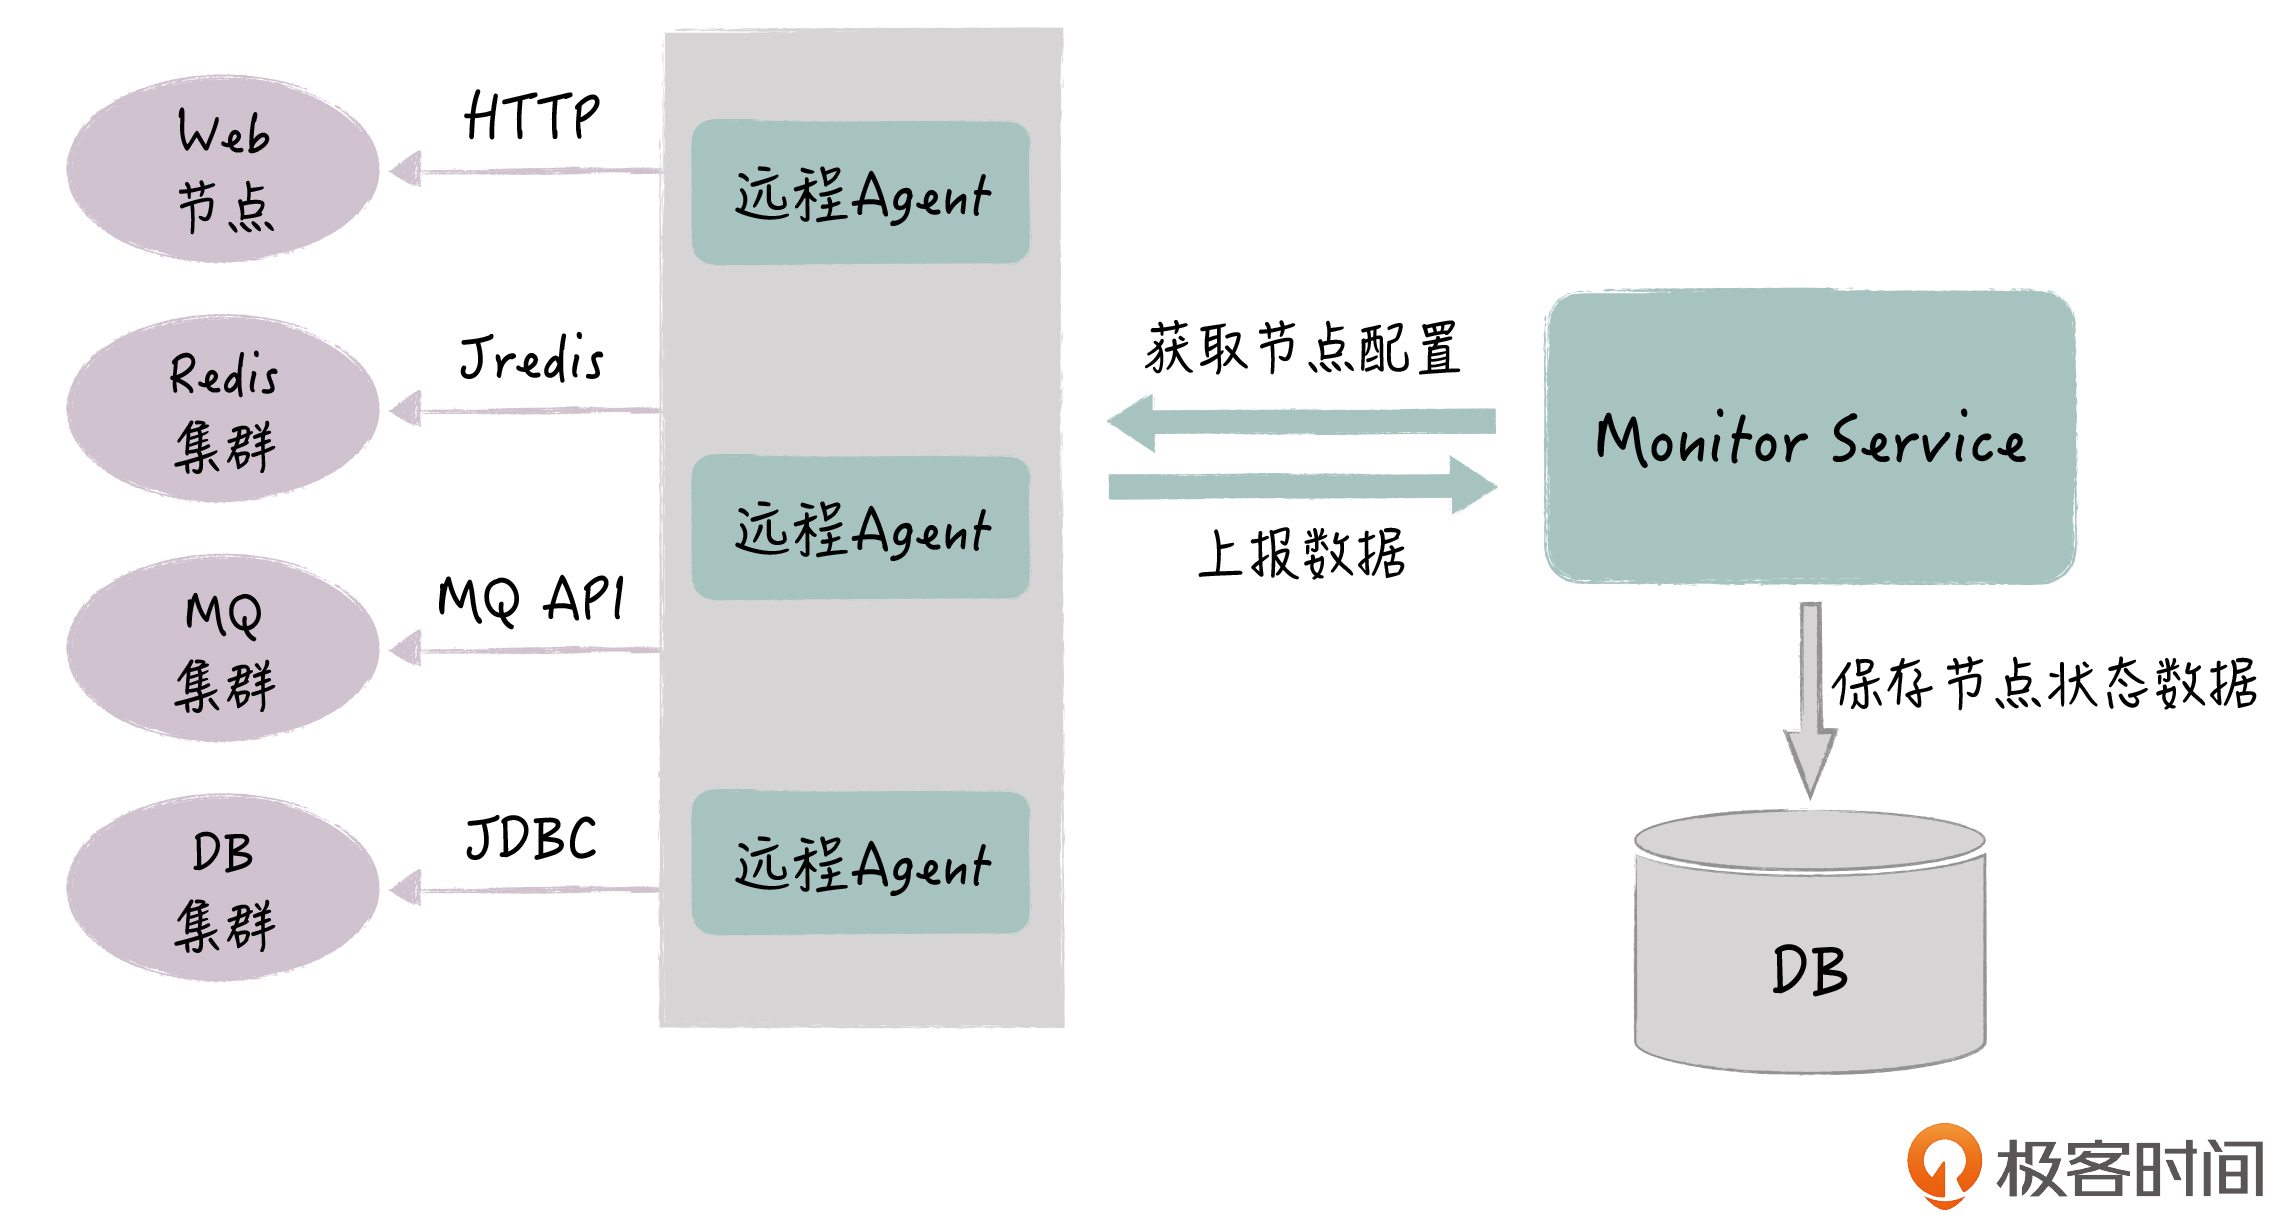 Web
节点
HTTP
远程Agent
Redis
集群
Jredis
远程Agent
MQ
集群
MQ API
DB
集群
JDBC
远程Agent
获取节点配置
上报数据
Monitor Service
保存节点状态数据
DB
极客时间